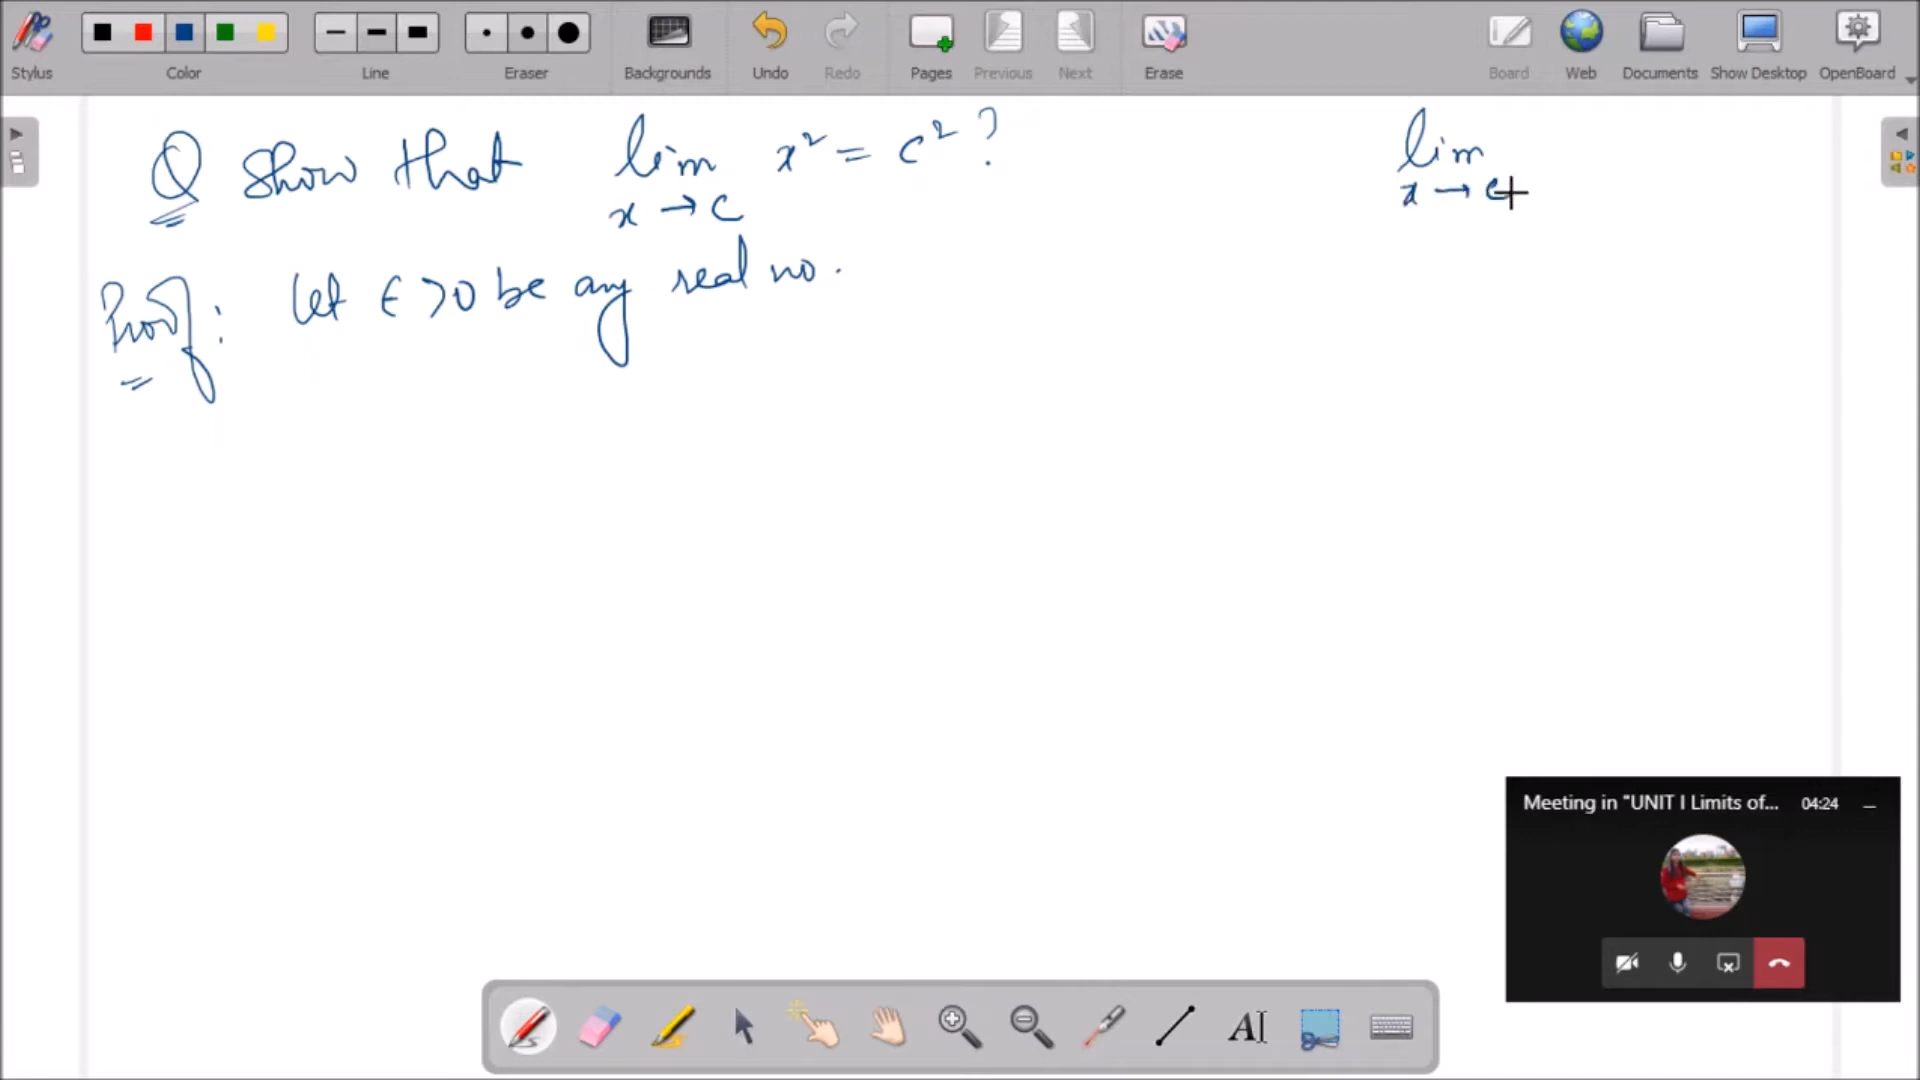 Stylus Color Line Eraser Backgrounds Undo Redo Pages Previous Next Erase Board Web Documents Show Desktop OpenBoard
Q Show that lim x² = c² ?
x → c
lim
x → c
Proof : let ϵ > 0 be any real no.
Meeting in "UNIT I Limits of... 04:24
AI